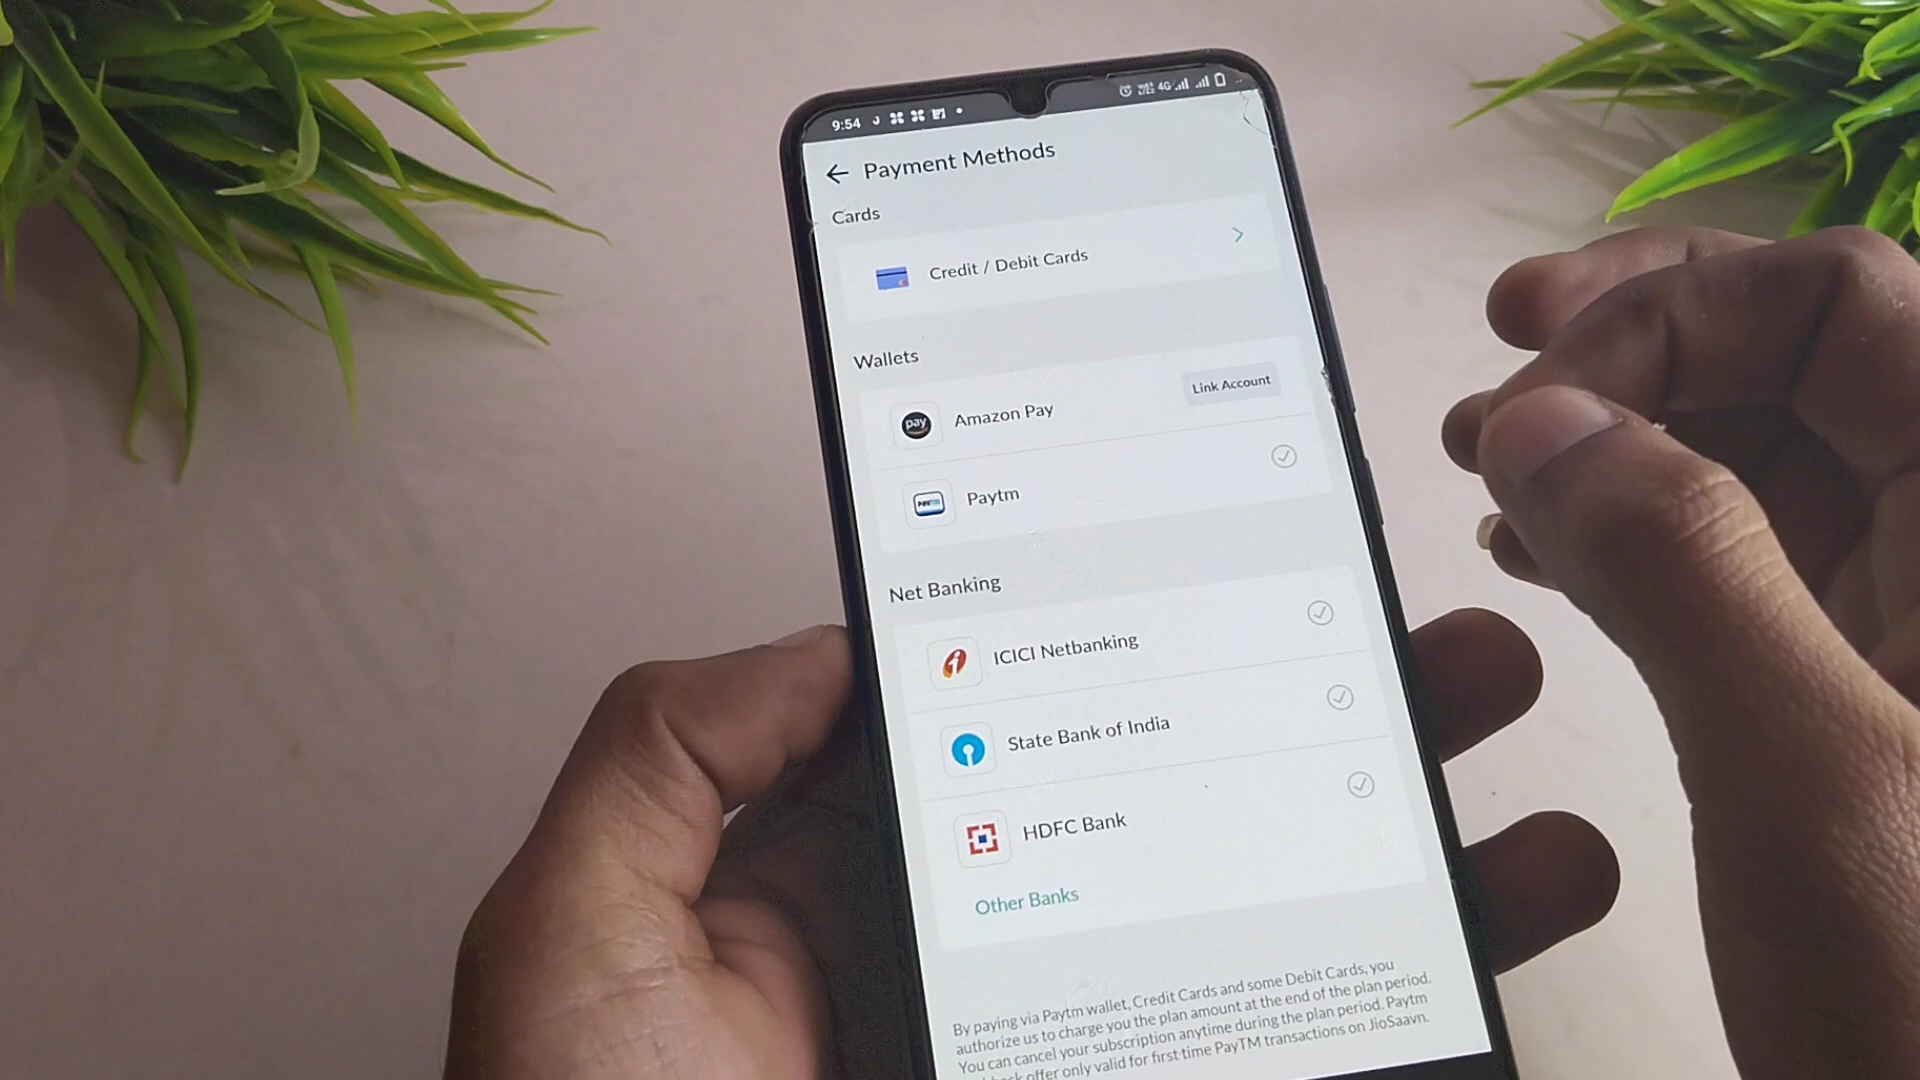 9:54
4G
Payment Methods
Cards
Credit / Debit Cards
Wallets
pay
Amazon Pay
Link Account
Paytm
Net Banking
ICICI Netbanking
State Bank of India
HDFC Bank
Other Banks
By paying via Paytm wallet, Credit Cards and some Debit Cards, you
authorize us to charge you the plan amount at the end of the plan period.
You can cancel your subscription anytime during the plan period. Paytm
offer only valid for first time PayTM transactions on JioSaavn.